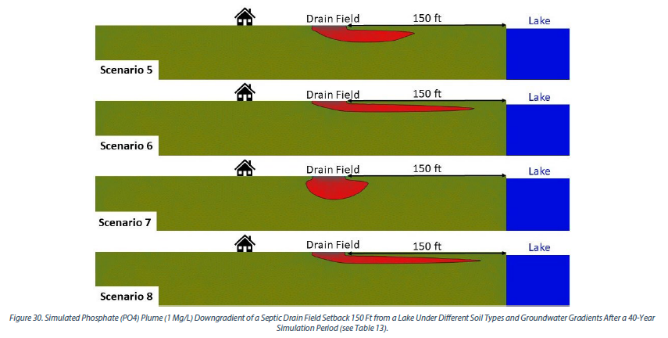 Drain Field 150 ft Lake
Scenario 5
Drain Field 150 ft Lake
Scenario 6
Drain Field 150 ft Lake
Scenario 7
Drain Field 150 ft Lake
Scenario 8
Figure 30. Simulated Phosphate (PO4) Plume (1 Mg/L) Downgradient of a Septic Drain Field Setback 150 Ft from a Lake Under Different Soil Types and Groundwater Gradients After a 40-Year
Simulation Period (see Table 13).